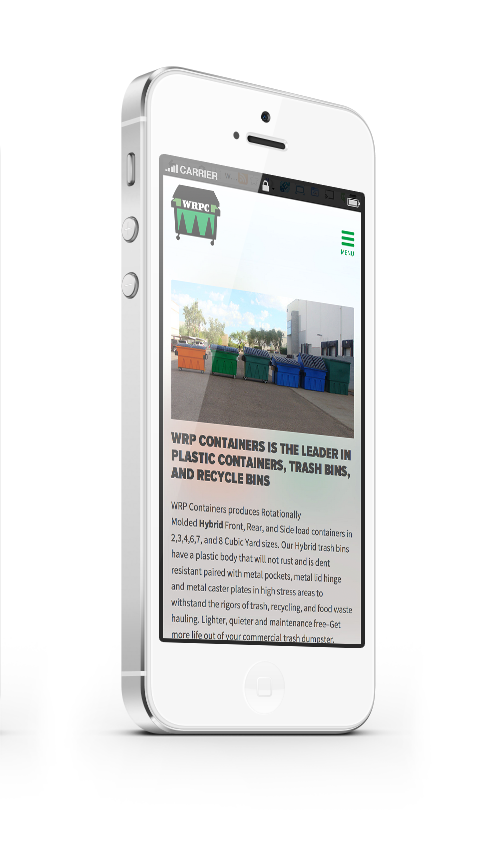 CARRIER
WRPC
MENU
WRP CONTAINERS IS THE LEADER IN
PLASTIC CONTAINERS, TRASH BINS,
AND RECYCLE BINS
WRP Containers produces Rotationally
Molded Hybrid Front, Rear, and Side load containers in
2,3,4,6,7, and 8 Cubic Yard sizes. Our Hybrid trash bins
have a plastic body that will not rust and is dent
resistant paired with metal pockets, metal lid hinge
and metal caster plates in high stress areas to
withstand the rigors of trash, recycling, and food waste
hauling. Lighter, quieter and maintenance free–Get
more life out of your commercial trash dumpster.